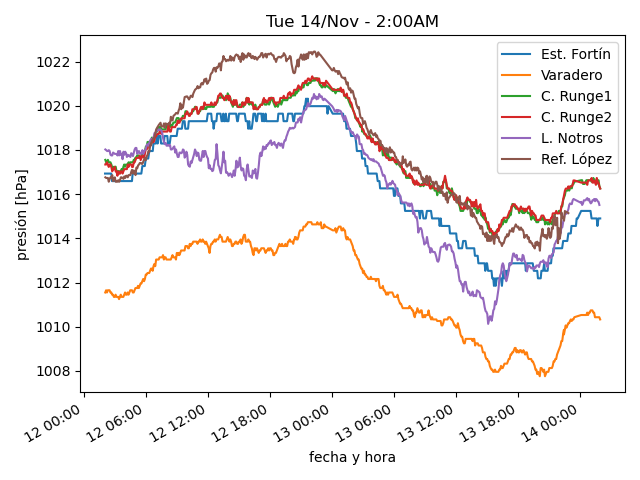 Tue 14/Nov - 2:00AM
presión [hPa]
1022
1020
1018
1016
1014
1012
1010
1008
Est. Fortín
Varadero
C. Runge1
C. Runge2
L. Notros
Ref. López
12 00:00
12 06:00
12 12:00
12 18:00
13 00:00
13 06:00
13 12:00
13 18:00
14 00:00
fecha y hora